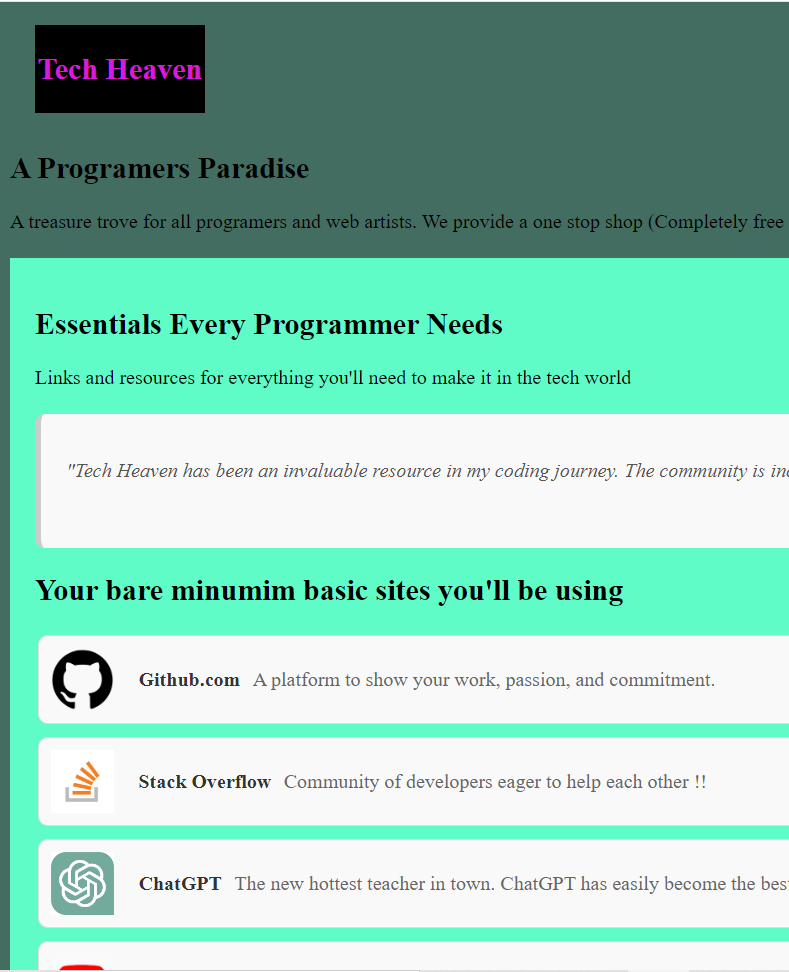 Tech Heaven
A Programers Paradise
A treasure trove for all programers and web artists. We provide a one stop shop (Completely free
Essentials Every Programmer Needs
Links and resources for everything you'll need to make it in the tech world
"Tech Heaven has been an invaluable resource in my coding journey. The community is
Your bare minumim basic sites you'll be using
Github.com A platform to show your work, passion, and commitment.
Stack Overflow Community of developers eager to help each other !!
ChatGPT The new hottest teacher in town. ChatGPT has easily become the best